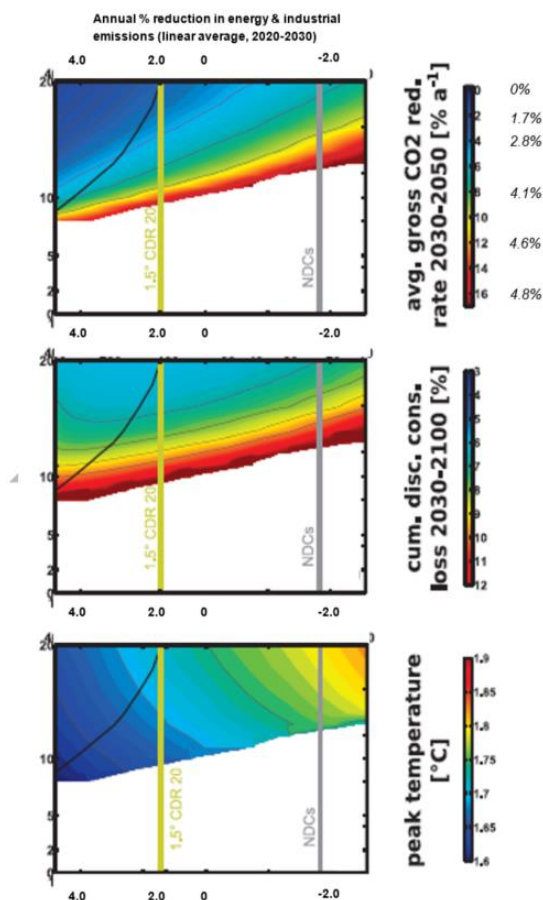 Annual % reduction in energy & industrial
emissions (linear average, 2020-2030)
4.0 2.0 0 -2.0
20
10
5
2
0
1.5° CDR 20
NDCs
avg. gross CO2 red.
rate 2030-2050 [% a⁻¹]
0
2
4
6
8
10
12
14
16
0%
1.7%
2.8%
4.1%
4.6%
4.8%
4.0 2.0 0 -2.0
20
10
5
2
0
1.5° CDR 20
NDCs
cum. disc. cons.
loss 2030-2100 [%]
3
4
5
6
7
8
9
10
11
12
4.0 2.0 0 -2.0
20
10
5
2
0
1.5° CDR 20
NDCs
peak temperature
[°C]
1.9
1.85
1.8
1.75
1.7
1.65
1.6
4.0 2.0 0 -2.0